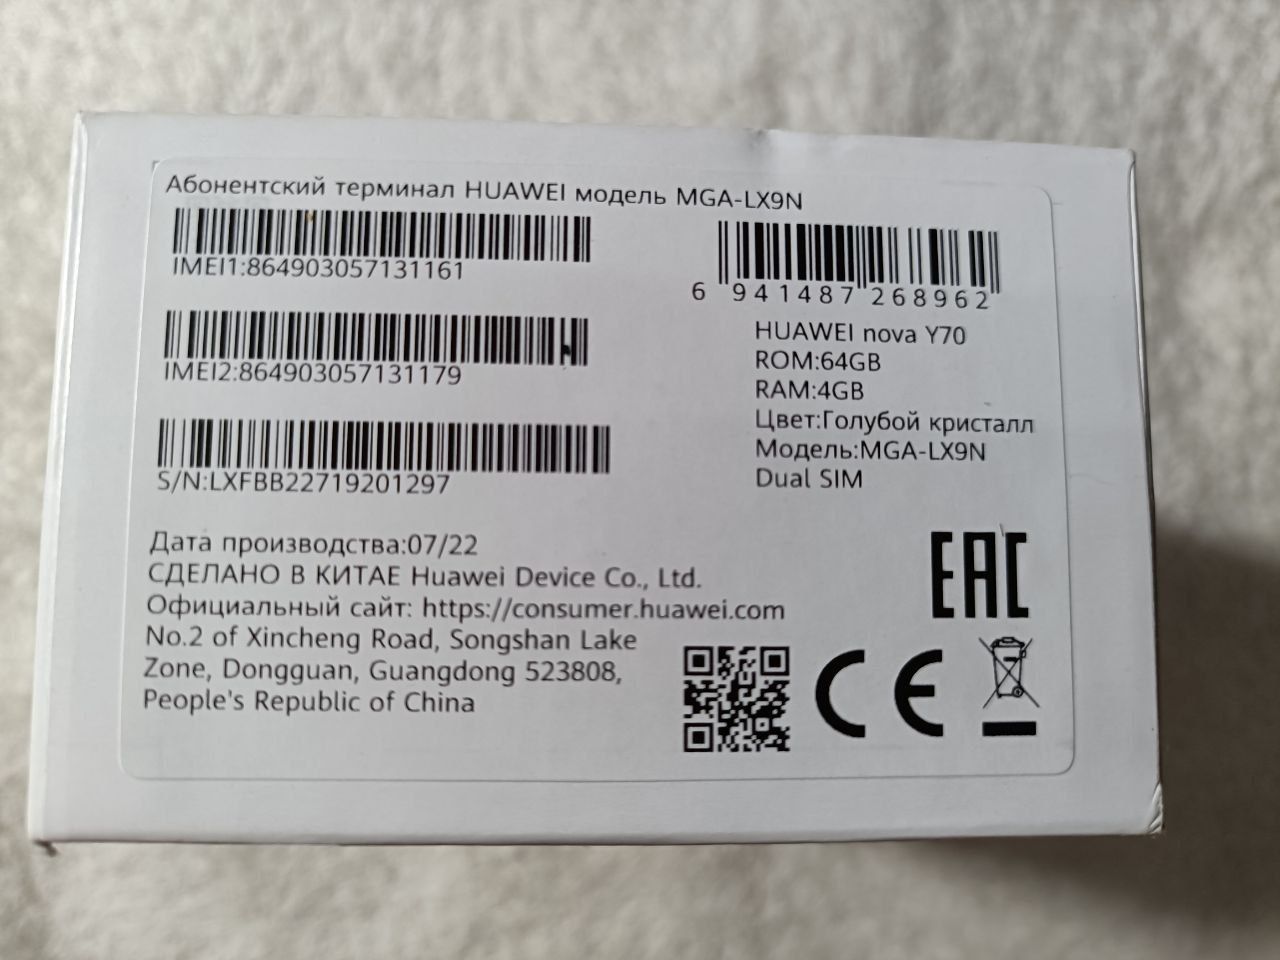 Абонентский терминал HUAWEI модель MGA-LX9N
IMEI1:864903057131161
IMEI2:864903057131179
S/N:LXFBB22719201297
6 941487 268962
HUAWEI nova Y70
ROM:64GB
RAM:4GB
Цвет:Голубой кристалл
Модель:MGA-LX9N
Dual SIM
Дата производства:07/22
СДЕЛАНО В КИТАЕ Huawei Device Co., Ltd.
Официальный сайт: https://consumer.huawei.com
No.2 of Xincheng Road, Songshan Lake
Zone, Dongguan, Guangdong 523808,
People's Republic of China
EAC
CE